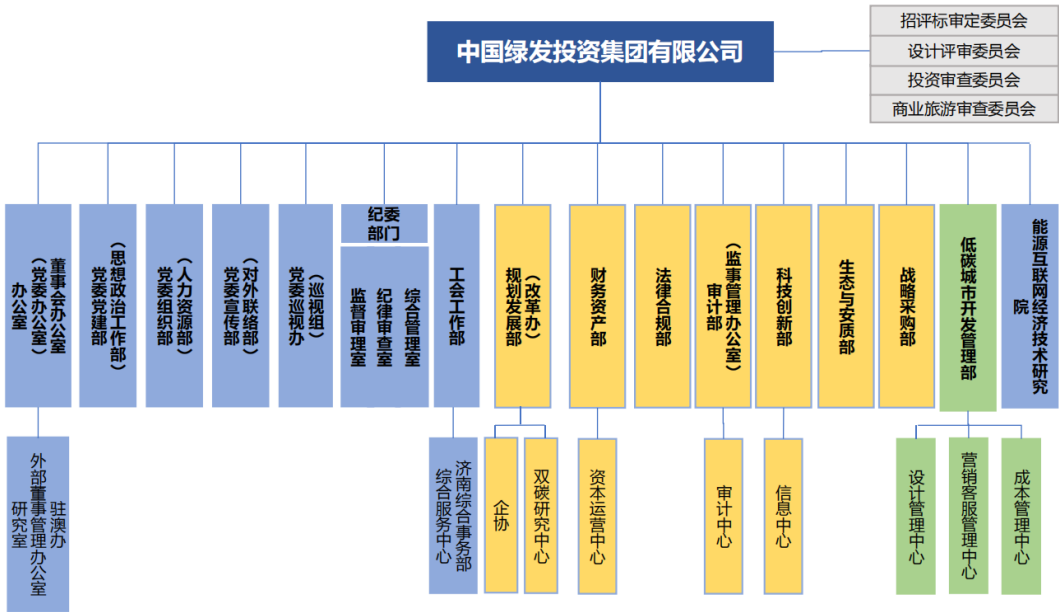 中国绿发投资集团有限公司
招评标审定委员会
设计评审委员会
投资审查委员会
商业旅游审查委员会
办公室
（党委办公室）
董事会办公室
党委党建部
（思想政治工作部）
党委组织部
（人力资源部）
党委宣传部
（对外联络部）
党委巡视办
（巡视组）
纪委
部门
监督审理室
纪律审查室
综合管理室
工会工作部
规划发展部
（改革办）
财务资产部
法律合规部
审计部
（监事管理办公室）
科技创新部
生态与安质部
战略采购部
低碳城市开发管理部
能源互联网经济技术研究
院
研究室
外部董事管理办公室
驻澳办
综合服务中心
济南综合事务部
企协
双碳研究中心
资本运营中心
审计中心
信息中心
设计管理中心
营销客服管理中心
成本管理中心